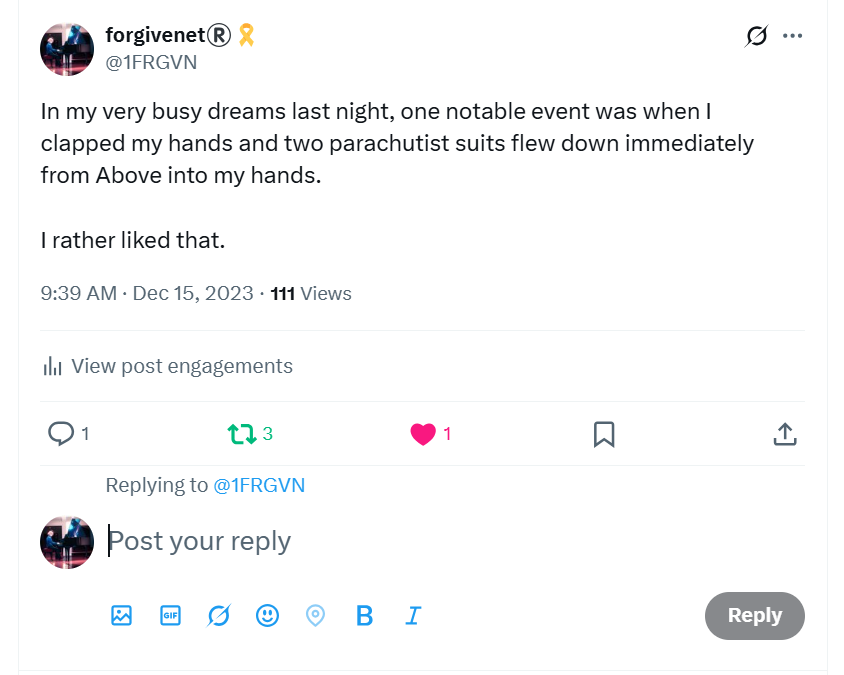 forgivenet®🎗
@1FRGVN
In my very busy dreams last night, one notable event was when I
clapped my hands and two parachutist suits flew down immediately
from Above into my hands.
I rather liked that.
9:39 AM · Dec 15, 2023 · 111 Views
View post engagements
1 3 1
Replying to @1FRGVN
Post your reply
GIF B I
Reply